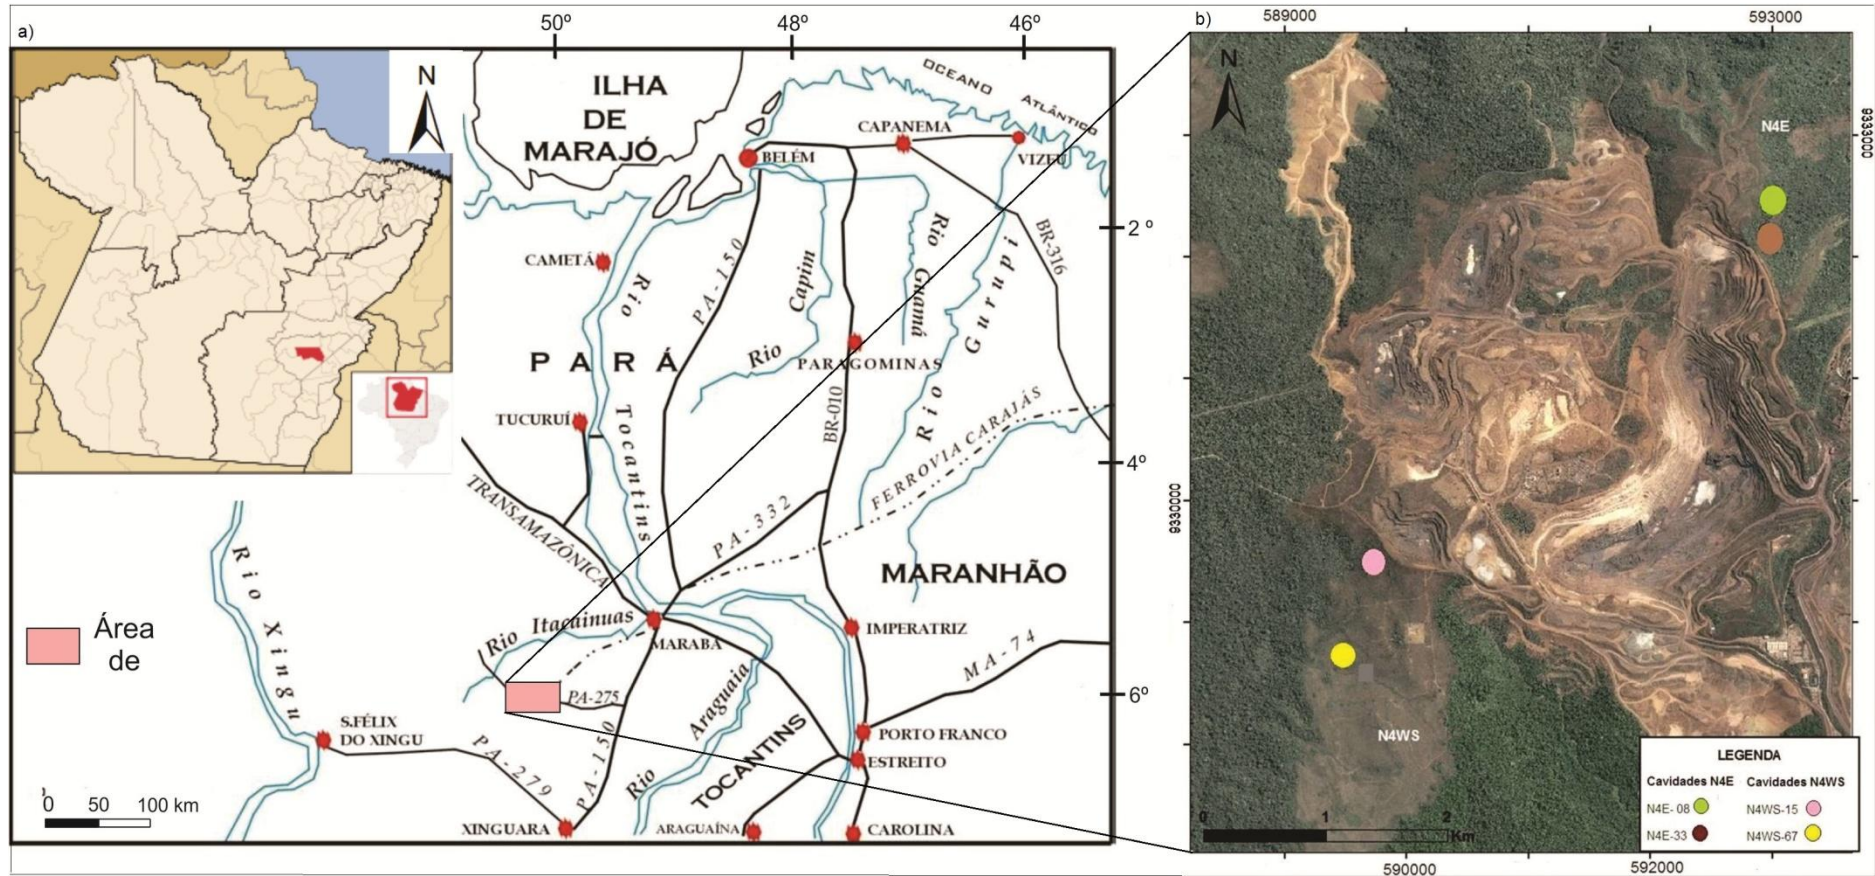 a)
50º
48º
46º
N
ILHA
DE
MARAJÓ
OCEANO
ATLÂNTICO
CAPANEMA
BELÉM
VIZEU
2 º
CAMETÁ
Rio
Tocantins
PA-150
Capim
Rio
Rio
Guamá
Rio
Gurupi
BR-316
PARÁ
PARAGOMINAS
TUCURUÍ
BR-010
FERROVIA CARAJÁS
4º
TRANSAMAZÔNICA
PA-332
MARANHÃO
Rio Xingu
Área
de
Rio
Itacainuas
MARABÁ
IMPERATRIZ
MA-74
PA-275
6º
Rio
Araguaia
TOCANTINS
S.FÉLIX
DO XINGU
PA-279
PA-150
PORTO FRANCO
ESTREITO
0 50 100 km
XINGUARA
ARAGUAÍNA
CAROLINA
b)
589000
593000
N
N4E
933300
9330000
N4WS
0 1 2
Km
590000
592000
LEGENDA
Cavidades N4E
Cavidades N4WS
N4E- 08
N4WS-15
N4E-33
N4WS-67